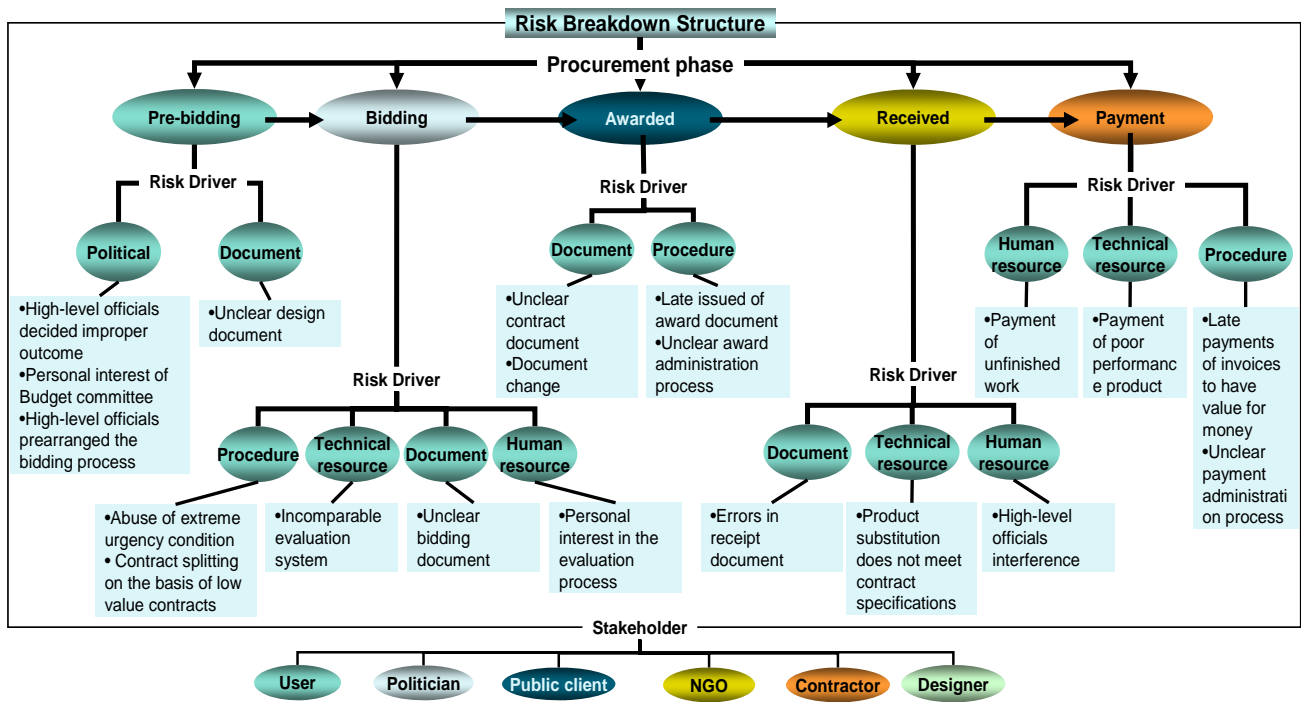 Risk Breakdown Structure
Procurement phase
Pre-bidding
Bidding
Awarded
Received
Payment
Risk Driver
Political
Document
•High-level officials
decided improper
outcome
•Personal interest of
Budget committee
•High-level officials
prearranged the
bidding process
•Unclear design
document
Risk Driver
Procedure
Technical
resource
Document
Human
resource
•Abuse of extreme
urgency condition
• Contract splitting
on the basis of low
value contracts
•Incomparable
evaluation
system
•Unclear
bidding
document
•Personal
interest in the
evaluation
process
Risk Driver
Document
Procedure
•Unclear
contract
document
•Document
change
•Late issued of
award document
•Unclear award
administration
process
Risk Driver
Document
Technical
resource
Human
resource
•Errors in
receipt
document
•Product
substitution
does not meet
contract
specifications
•High-level
officials
interference
Risk Driver
Human
resource
Technical
resource
Procedure
•Payment
of
unfinished
work
•Payment
of poor
performanc
e product
•Late
payments
of invoices
to have
value for
money
•Unclear
payment
administrati
on process
Stakeholder
User
Politician
Public client
NGO
Contractor
Designer